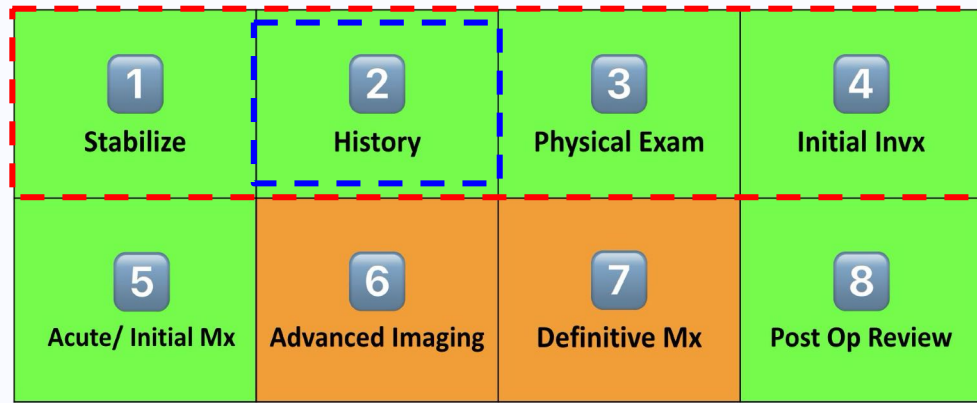 1
Stabilize
2
History
3
Physical Exam
4
Initial Invx
5
Acute/ Initial Mx
6
Advanced Imaging
7
Definitive Mx
8
Post Op Review